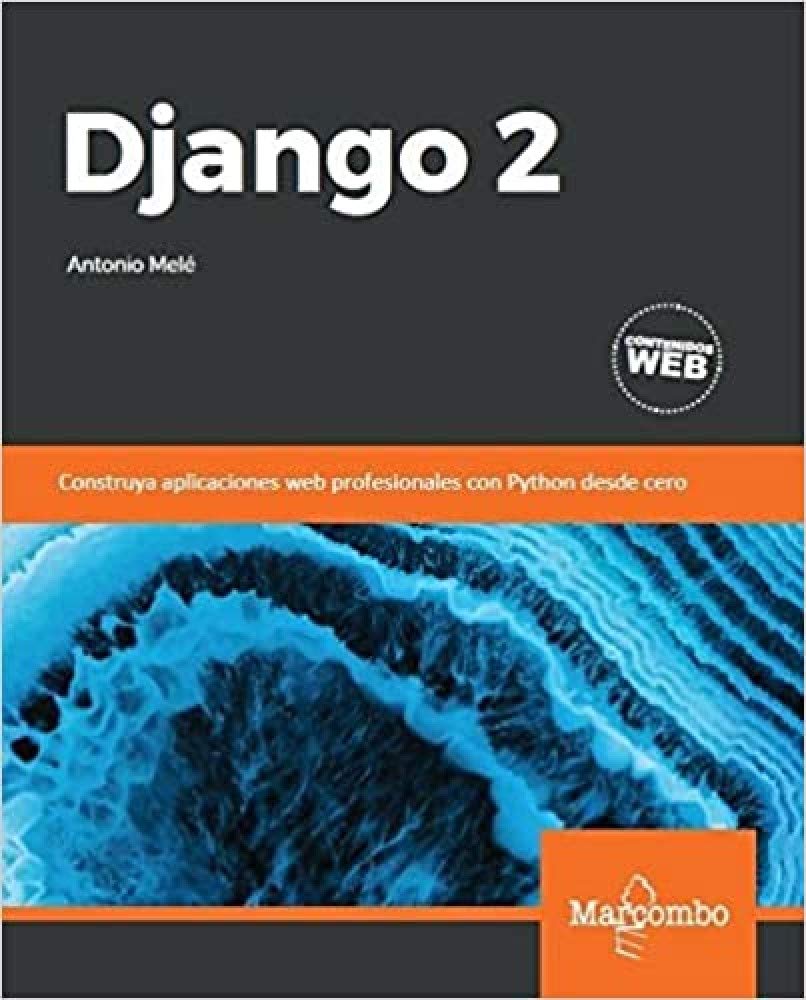 Django 2
Antonio Melé
CONTENIDOS
WEB
Construya aplicaciones web profesionales con Python desde cero
Marcombo